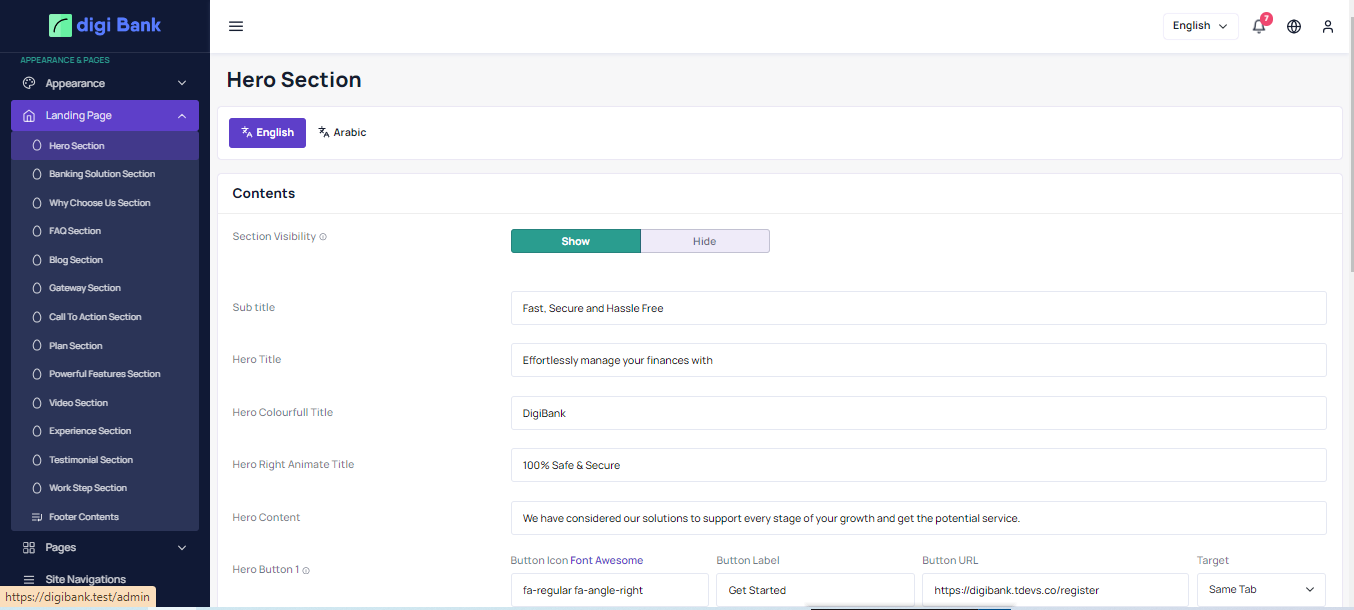 digi Bank
English
7
APPEARANCE & PAGES
Appearance
Landing Page
Hero Section
Banking Solution Section
Why Choose Us Section
FAQ Section
Blog Section
Gateway Section
Call To Action Section
Plan Section
Powerful Features Section
Video Section
Experience Section
Testimonial Section
Work Step Section
Footer Contents
Pages
Site Navigations
https://digibank.test/admin
Hero Section
English Arabic
Contents
Section Visibility Show Hide
Sub title Fast, Secure and Hassle Free
Hero Title Effortlessly manage your finances with
Hero Colourfull Title DigiBank
Hero Right Animate Title 100% Safe & Secure
Hero Content We have considered our solutions to support every stage of your growth and get the potential service.
Button Icon Font Awesome Button Label Button URL Target
Hero Button 1
fa-regular fa-angle-right Get Started https://digibank.tdevs.co/register Same Tab